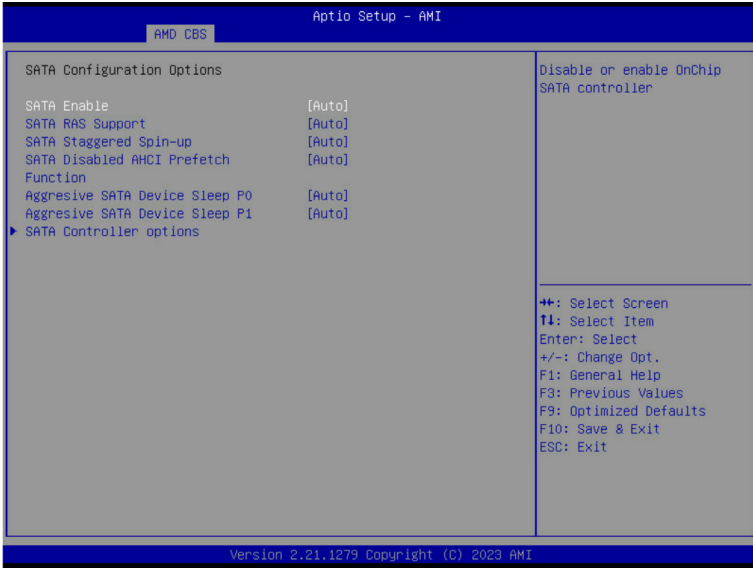 Aptio Setup – AMI
AMD CBS
SATA Configuration Options
SATA Enable [Auto]
SATA RAS Support [Auto]
SATA Staggered Spin-up [Auto]
SATA Disabled AHCI Prefetch [Auto]
Function
Aggresive SATA Device Sleep P0 [Auto]
Aggresive SATA Device Sleep P1 [Auto]
▶ SATA Controller options
Disable or enable OnChip
SATA controller
→←: Select Screen
↑↓: Select Item
Enter: Select
+/-: Change Opt.
F1: General Help
F3: Previous Values
F9: Optimized Defaults
F10: Save & Exit
ESC: Exit
Version 2.21.1279 Copyright (C) 2023 AMI